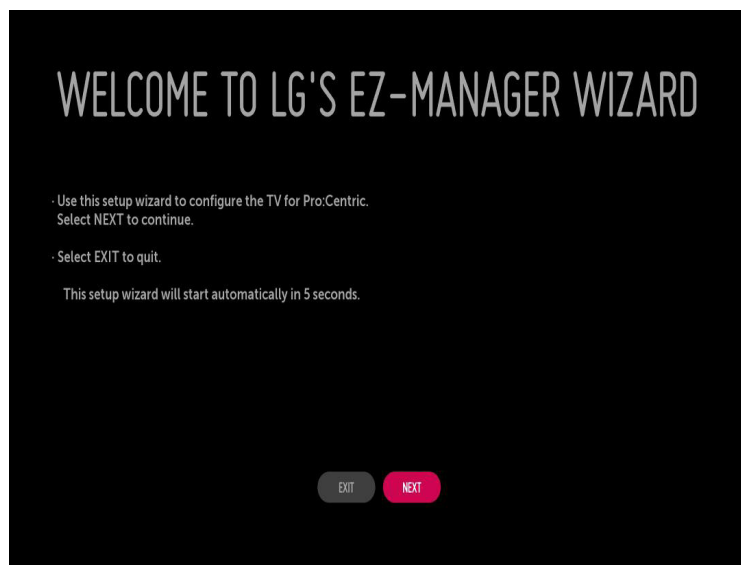 WELCOME TO LG'S EZ-MANAGER WIZARD
· Use this setup wizard to configure the TV for Pro:Centric.
Select NEXT to continue.
· Select EXIT to quit.
This setup wizard will start automatically in 5 seconds.
EXIT NEXT